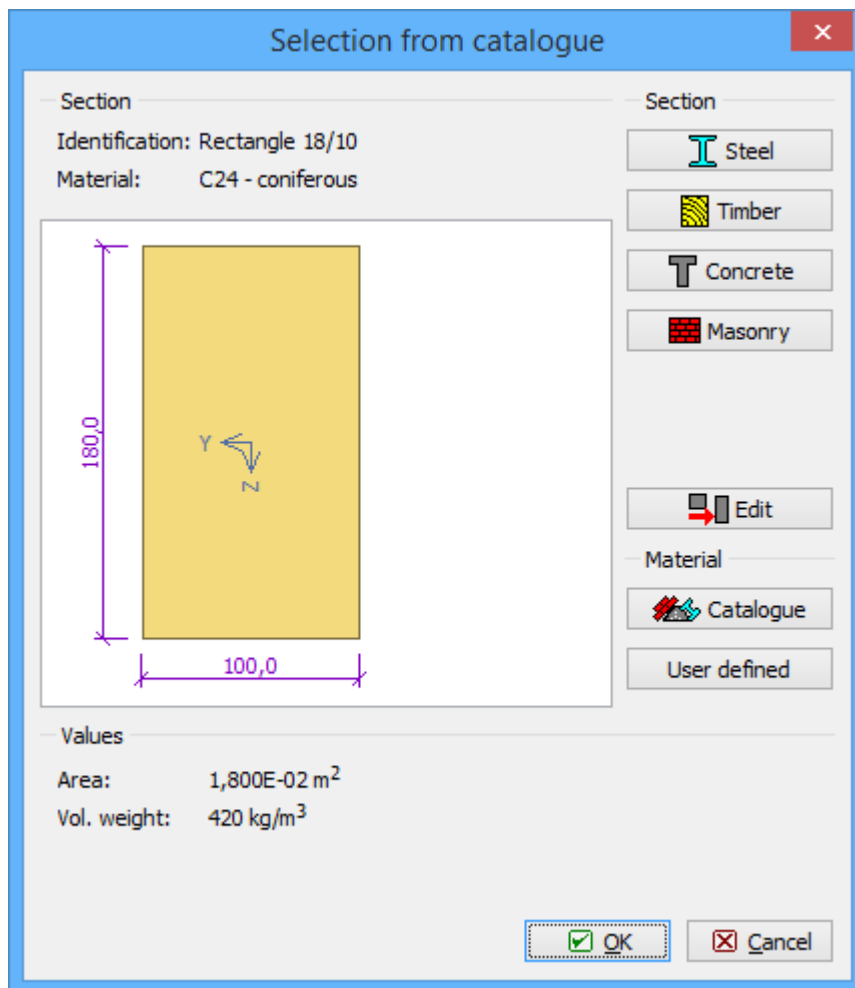 Selection from catalogue
Section
Identification: Rectangle 18/10
Material: C24 - coniferous
180,0
Y
Z
100,0
Values
Area: 1,800E-02 m2
Vol. weight: 420 kg/m3
Section
Steel
Timber
Concrete
Masonry
Edit
Material
Catalogue
User defined
OK
Cancel